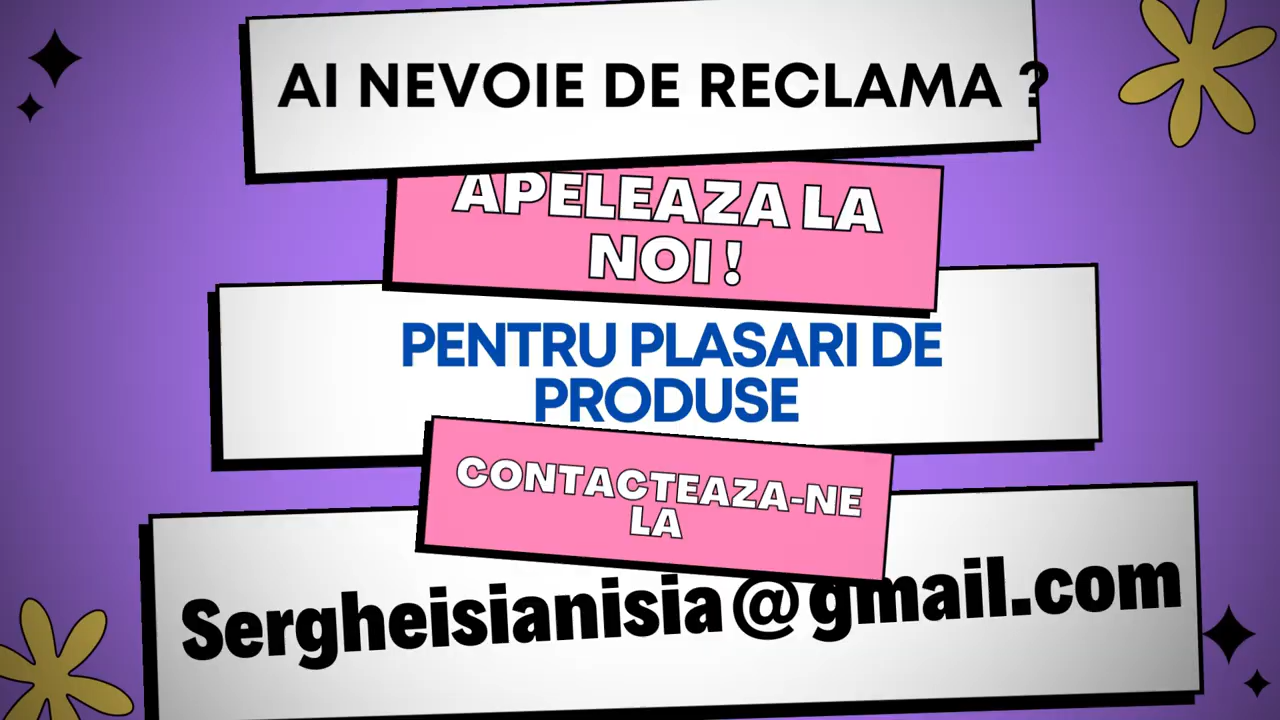 AI NEVOIE DE RECLAMA ?
APELEAZA LA
NOI !
PENTRU PLASARI DE
PRODUSE
CONTACTEAZA-NE
LA
Sergheisianisia@gmail.com